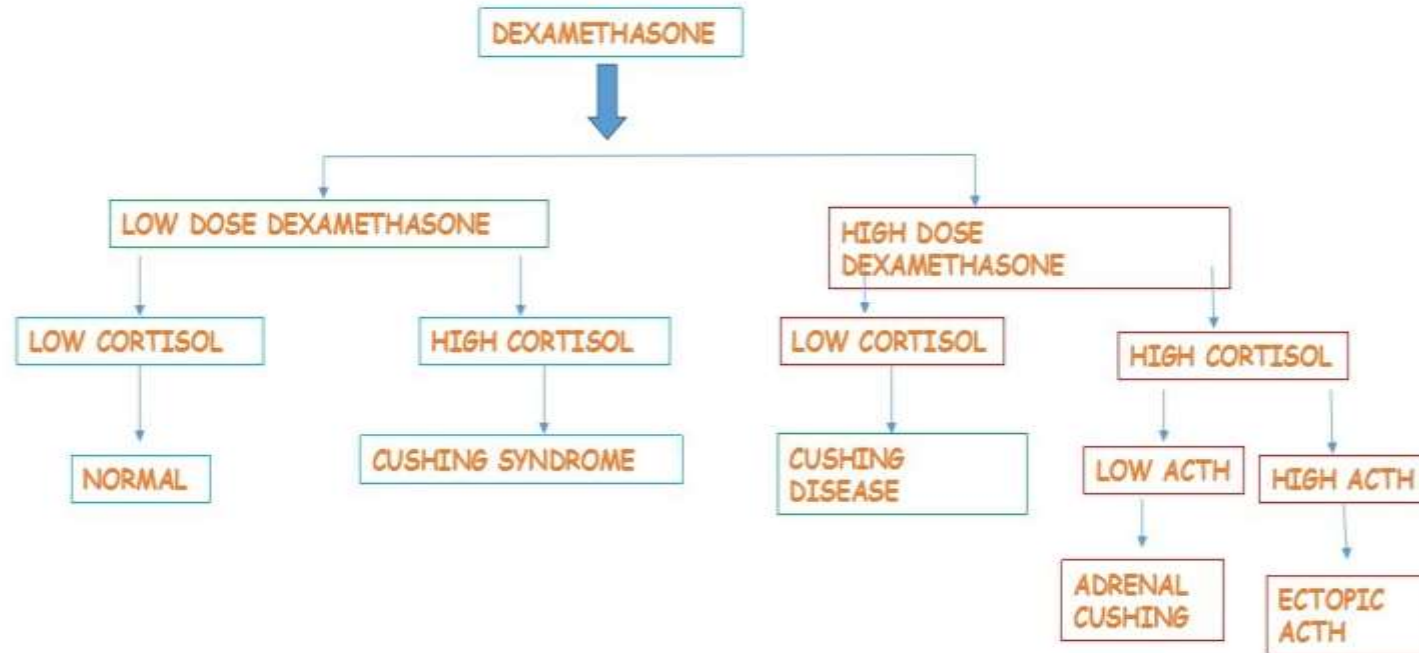 DEXAMETHASONE
LOW DOSE DEXAMETHASONE
HIGH DOSE
DEXAMETHASONE
LOW CORTISOL
HIGH CORTISOL
LOW CORTISOL
HIGH CORTISOL
NORMAL
CUSHING SYNDROME
CUSHING
DISEASE
LOW ACTH
HIGH ACTH
ADRENAL
CUSHING
ECTOPIC
ACTH